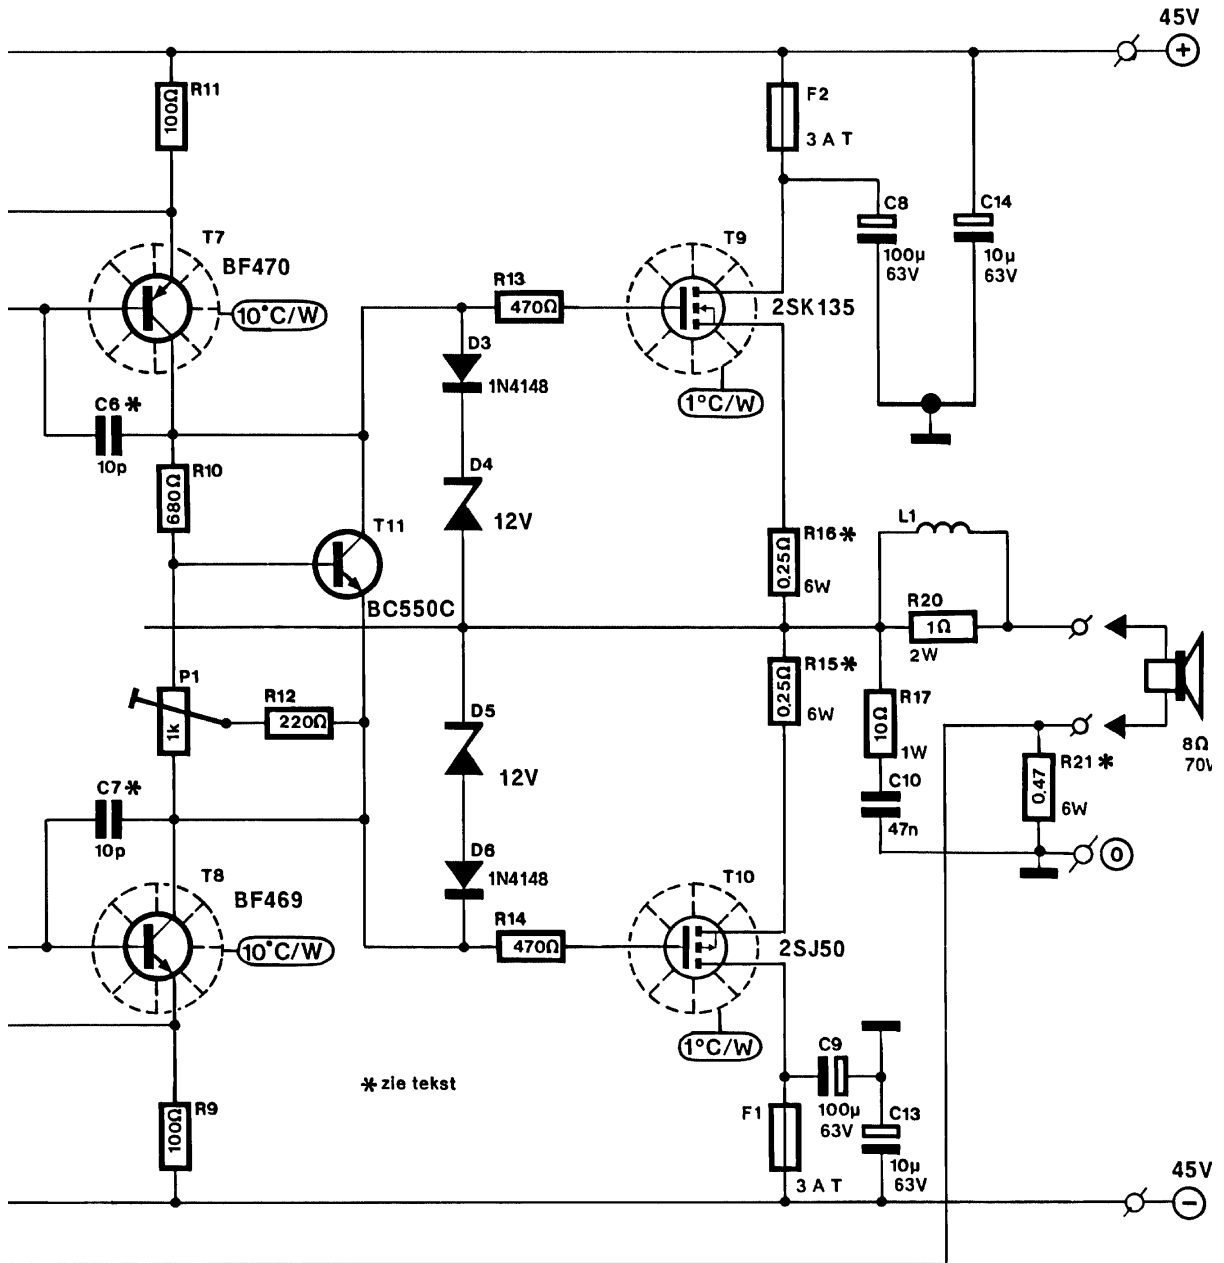 45V
+
R11
100Ω
F2
3 A T
C8
100µ
63V
C14
10µ
63V
T7
BF470
10°C/W
T9
2SK135
1°C/W
R13
470Ω
D3
1N4148
C6*
10p
R10
680Ω
D4
12V
T11
BC550C
R16*
0,25Ω
6W
L1
R20
1Ω
2W
P1
1k
R12
220Ω
D5
12V
R15*
0,25Ω
6W
R17
10Ω
1W
8Ω
70W
R21*
0,47
6W
C7*
10p
C10
47n
0
D6
1N4148
T8
BF469
10°C/W
R14
470Ω
T10
2SJ50
1°C/W
* zie tekst
R9
100Ω
C9
100µ
63V
F1
3 A T
C13
10µ
63V
45V
−